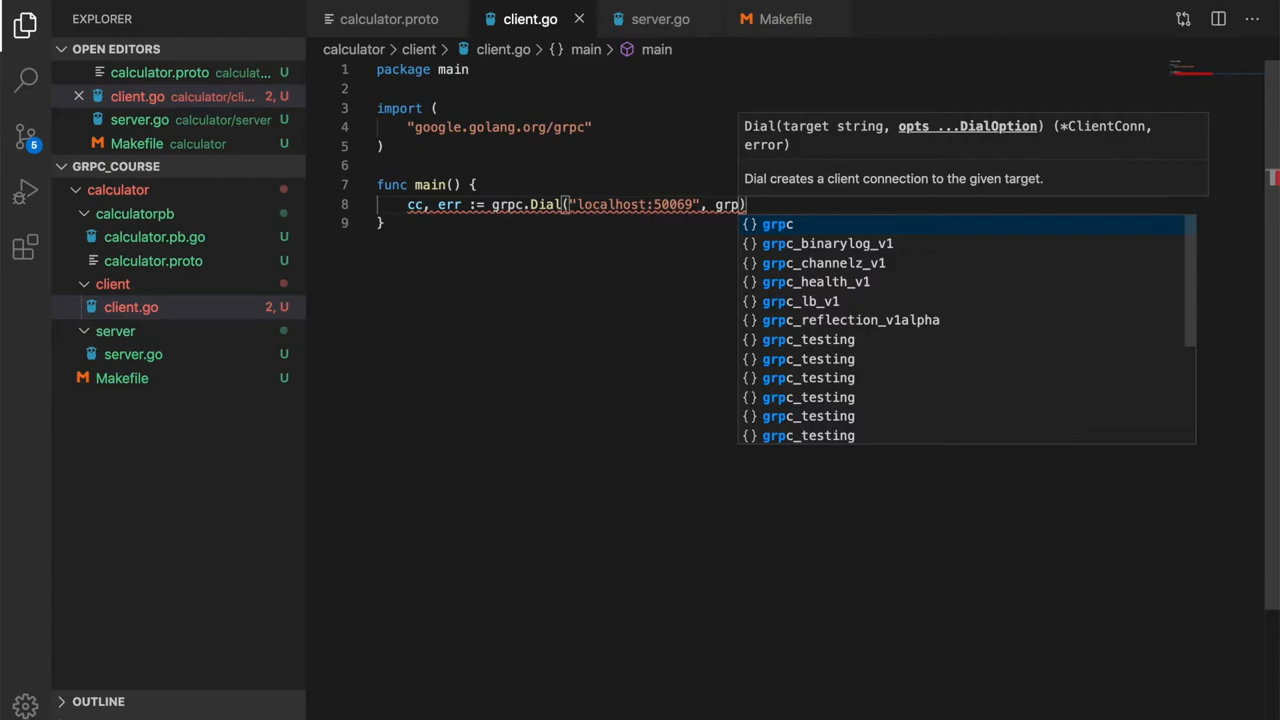 EXPLORER
OPEN EDITORS
calculator.proto calculat... U
client.go calculator/cli... 2, U
server.go calculator/server U
Makefile calculator U
GRPC_COURSE
calculator
calculatorpb
calculator.pb.go U
calculator.proto U
client
client.go 2, U
server
server.go U
Makefile U
OUTLINE
5
calculator.proto client.go server.go Makefile
calculator > client > client.go > {} main > main
1 package main
2
3 import (
4 "google.golang.org/grpc"
5 )
6
7 func main() {
8 cc, err := grpc.Dial("localhost:50069", grp)
9 }
Dial(target string, opts ...DialOption) (*ClientConn,
error)
Dial creates a client connection to the given target.
{} grpc
{} grpc_binarylog_v1
{} grpc_channelz_v1
{} grpc_health_v1
{} grpc_lb_v1
{} grpc_reflection_v1alpha
{} grpc_testing
{} grpc_testing
{} grpc_testing
{} grpc_testing
{} grpc_testing
{} grpc_testing